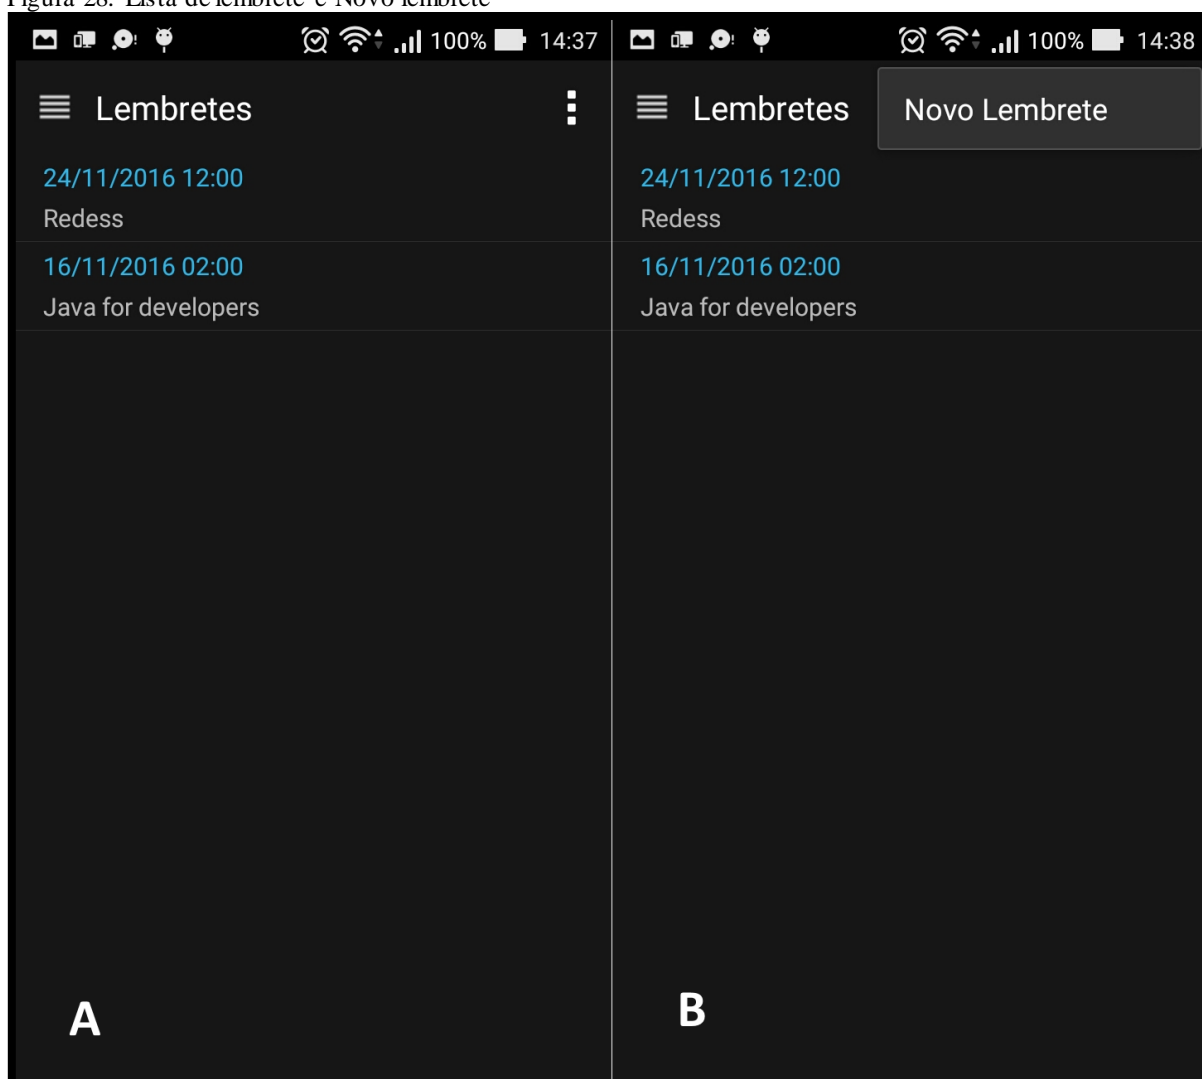 Figura 28: Lista de lembrete e Novo lembrete
100% 14:37
Lembretes
24/11/2016 12:00
Redess
16/11/2016 02:00
Java for developers
A
100% 14:38
Lembretes
Novo Lembrete
24/11/2016 12:00
Redess
16/11/2016 02:00
Java for developers
B